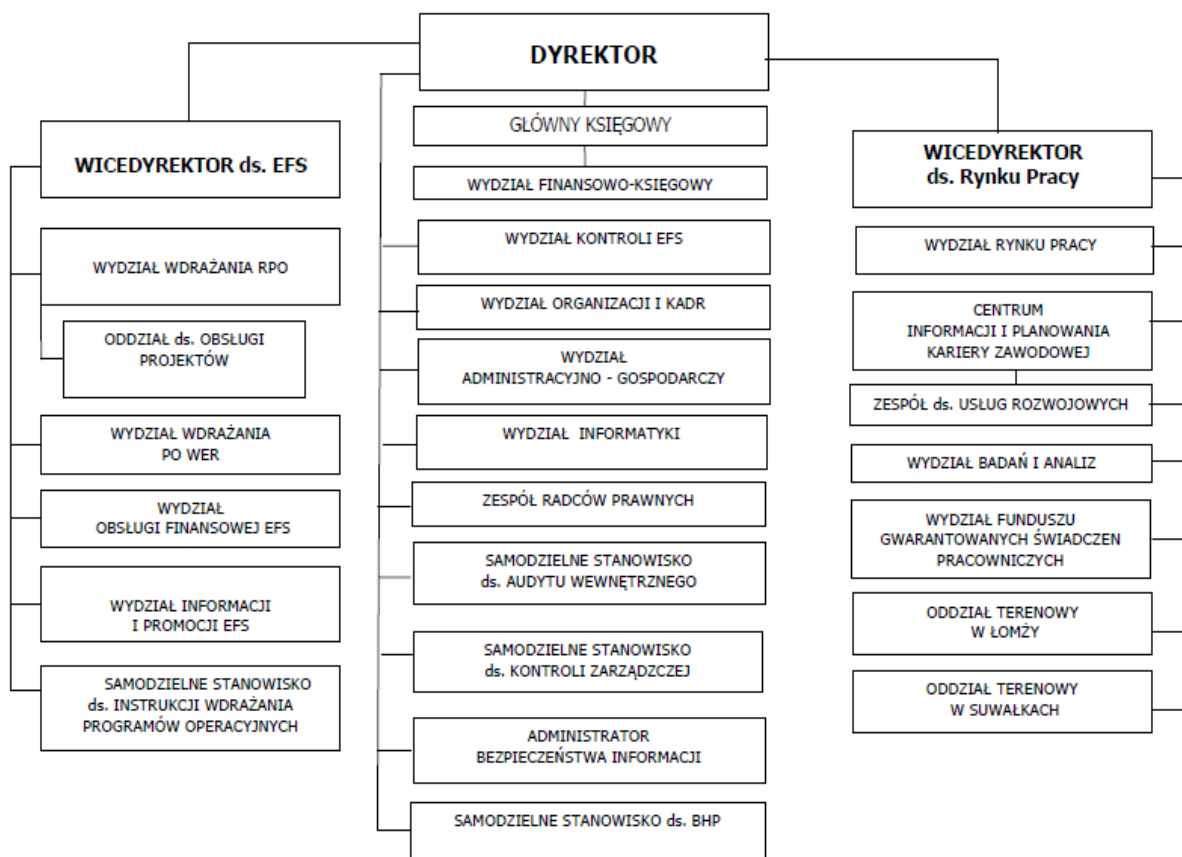 DYREKTOR
GŁÓWNY KSIĘGOWY
WYDZIAŁ FINANSOWO-KSIĘGOWY
WYDZIAŁ KONTROLI EFS
WYDZIAŁ ORGANIZACJI I KADR
WYDZIAŁ
ADMINISTRACYJNO - GOSPODARCZY
WYDZIAŁ INFORMATYKI
ZESPÓŁ RADCÓW PRAWNYCH
SAMODZIELNE STANOWISKO
ds. AUDYTU WEWNĘTRZNEGO
SAMODZIELNE STANOWISKO
ds. KONTROLI ZARZĄDZCZEJ
ADMINISTRATOR
BEZPIECZEŃSTWA INFORMACJI
SAMODZIELNE STANOWISKO ds. BHP
WICEDYREKTOR ds. EFS
WYDZIAŁ WDRAŻANIA RPO
ODDZIAŁ ds. OBSŁUGI
PROJEKTÓW
WYDZIAŁ WDRAŻANIA
PO WER
WYDZIAŁ
OBSŁUGI FINANSOWEJ EFS
WYDZIAŁ INFORMACJI
I PROMOCJI EFS
SAMODZIELNE STANOWISKO
ds. INSTRUKCJI WDRAŻANIA
PROGRAMÓW OPERACYJNYCH
WICEDYREKTOR
ds. Rynku Pracy
WYDZIAŁ RYNKU PRACY
CENTRUM
INFORMACJI I PLANOWANIA
KARIERY ZAWODOWEJ
ZESPÓŁ ds. USŁUG ROZWOJOWYCH
WYDZIAŁ BADAŃ I ANALIZ
WYDZIAŁ FUNDUSZU
GWARANTOWANYCH ŚWIADCZEN
PRACOWNICZYCH
ODDZIAŁ TERENOWY
W ŁOMŻY
ODDZIAŁ TERENOWY
W SUWAŁKACH